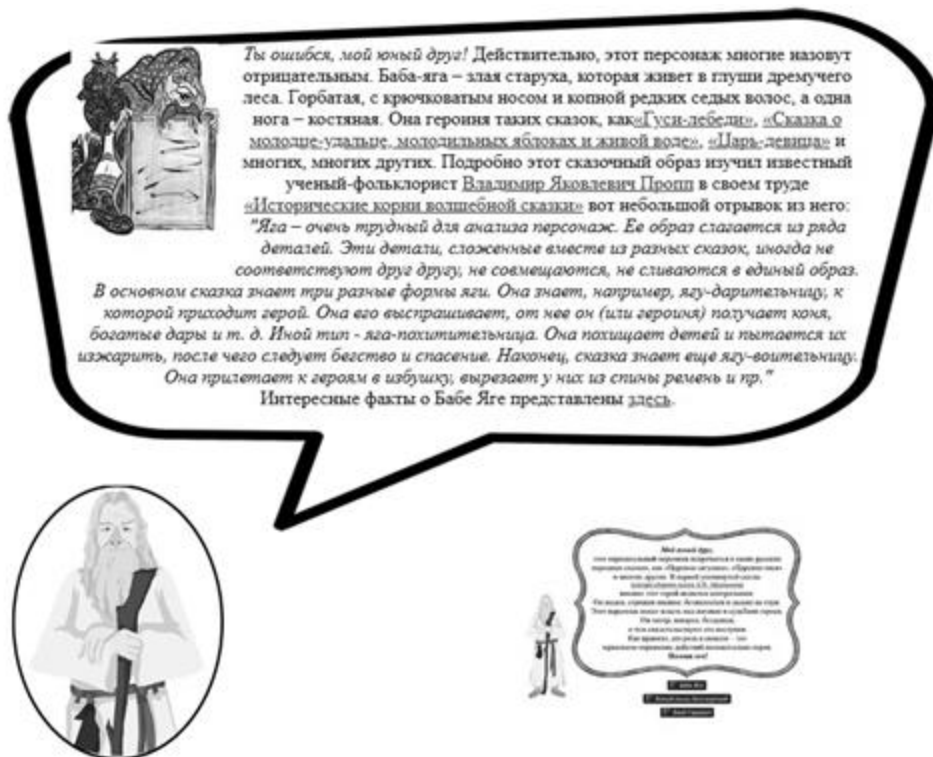 Ты ошибся, мой юный друг! Действительно, этот персонаж многие назовут
отрицательным. Баба-яга – злая старуха, которая живет в глуши дремучего
леса. Горбатая, с крючковатым носом и копной редких седых волос, а одна
нога – костяная. Она героиня таких сказок, как«Гуси-лебеди», «Сказка о
молодце-удальце, молодильных яблоках и живой воде», «Царь-девица» и
многих, многих других. Подробно этот сказочный образ изучил известный
ученый-фольклорист Владимир Яковлевич Пропп в своем труде
«Исторические корни волшебной сказки» вот небольшой отрывок из него:
"Яга – очень трудный для анализа персонаж. Ее образ слагается из ряда
деталей. Эти детали, сложенные вместе из разных сказок, иногда не
соответствуют друг другу, не совмещаются, не сливаются в единый образ.
В основном сказка знает три разные формы яги. Она знает, например, ягу-дарительницу, к
которой приходит герой. Она его выспрашивает, от нее он (или героиня) получает коня,
богатые дары и т. д. Иной тип - яга-похитительница. Она похищает детей и пытается их
изжарить, после чего следует бегство и спасение. Наконец, сказка знает еще ягу-воительницу.
Она прилетает к героям в избушку, вырезает у них из спины ремень и пр."
Интересные факты о Бабе Яге представлены здесь.
Мой юный друг,